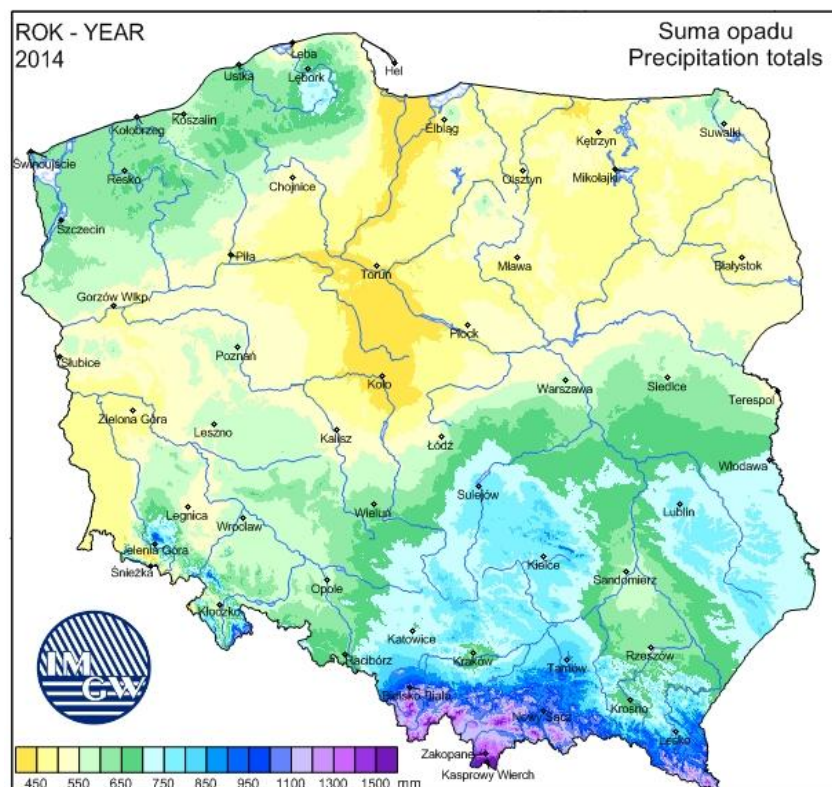 ROK - YEAR
2014
Suma opadu
Precipitation totals
Łeba
Hel
Ustka
Lębork
Koszalin
Kołobrzeg
Elbląg
Suwałki
Kętrzyn
Świnoujście
Resko
Chojnice
Olsztyn
Mikołajki
Szczecin
Piła
Toruń
Mława
Białystok
Gorzów Wlkp.
Płock
Słubice
Poznań
Koło
Warszawa
Siedlce
Terespol
Zielona Góra
Leszno
Kalisz
Łódź
Włodawa
Sulejów
Legnica
Wrocław
Wieluń
Lublin
Jelenia Góra
Śnieżka
Opole
Kielce
Sandomierz
Kłodzko
Katowice
Racibórz
Kraków
Tarnów
Rzeszów
Bielsko Biała
Nowy Sącz
Krosno
Lesko
Zakopane
Kasprowy Wierch
IM
GW
450 550 650 750 850 950 1100 1300 1500 mm